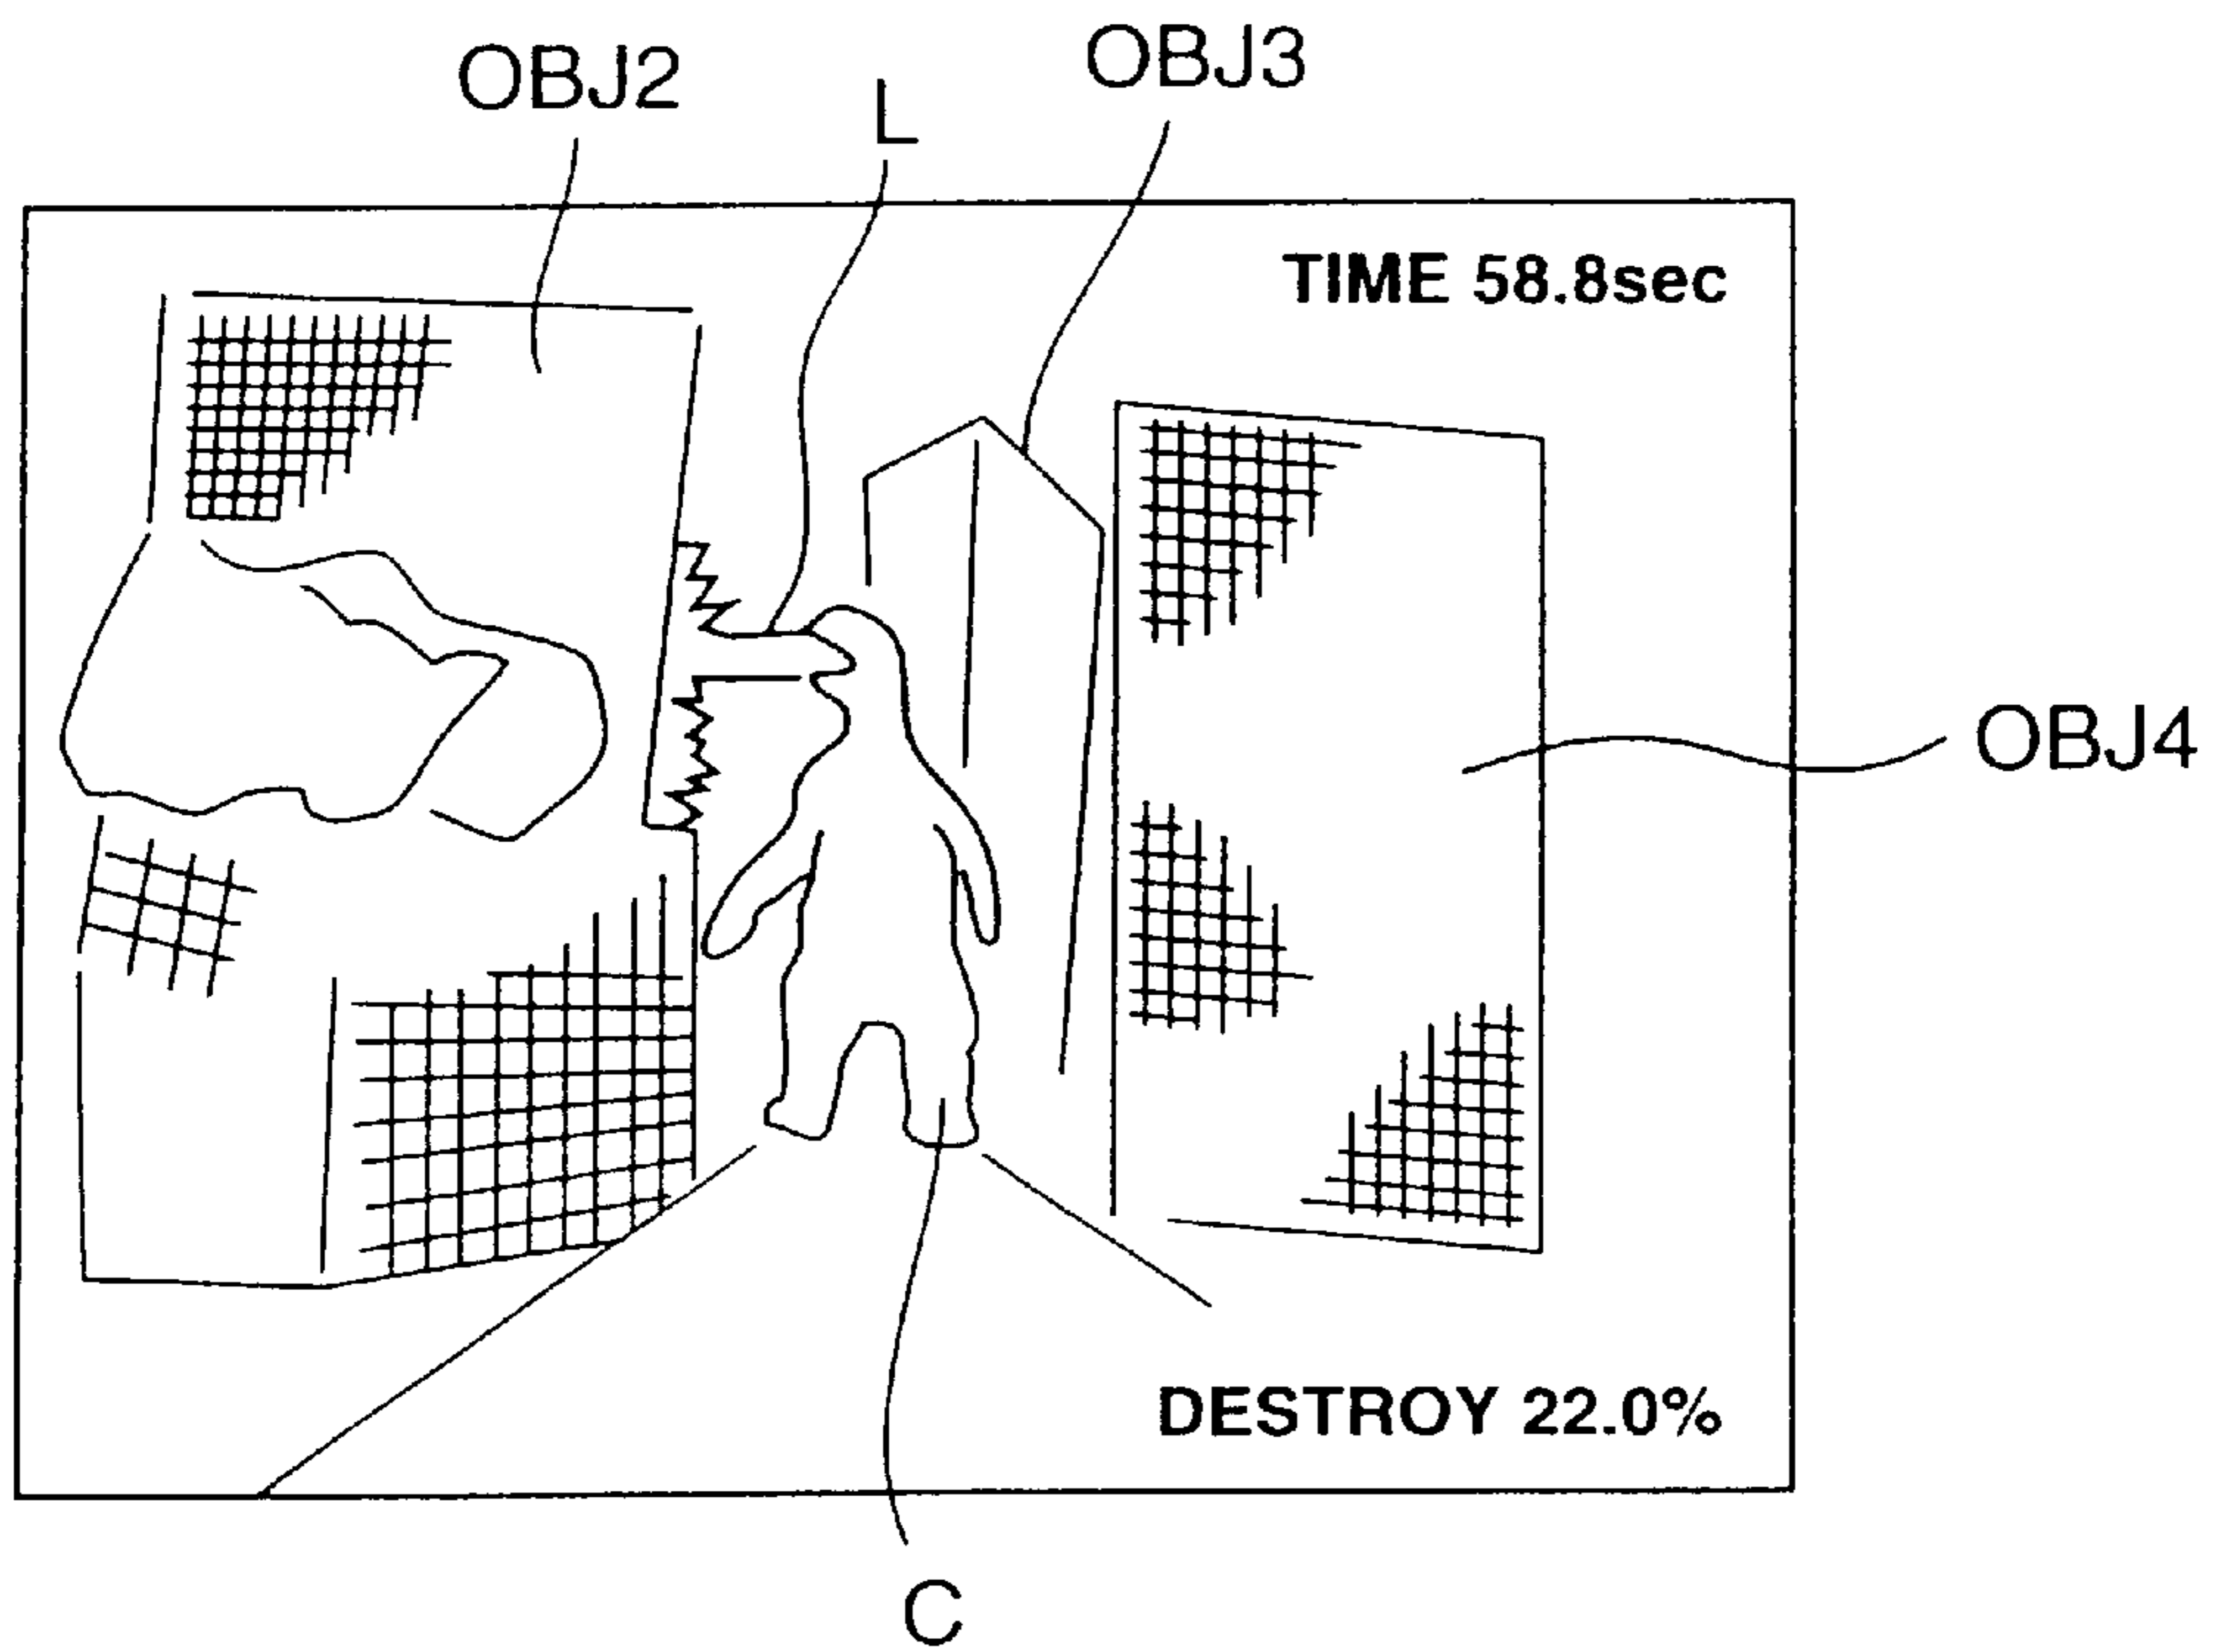 OBJ2
L
OBJ3
TIME 58.8sec
OBJ4
DESTROY 22.0%
C